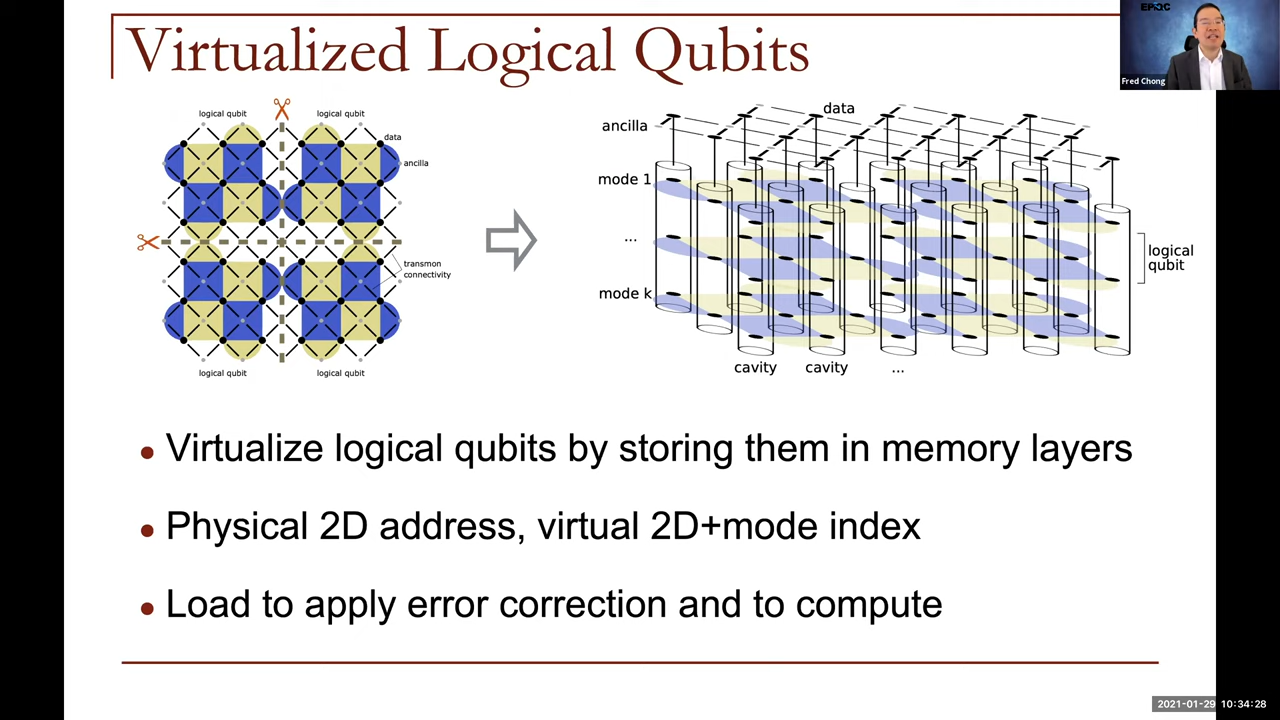 Virtualized Logical Qubits
EPiQC
Fred Chong
logical qubit
logical qubit
data
ancilla
transmon
connectivity
logical qubit
logical qubit
data
ancilla
mode 1
...
mode k
logical
qubit
cavity
cavity
...
• Virtualize logical qubits by storing them in memory layers
• Physical 2D address, virtual 2D+mode index
• Load to apply error correction and to compute
2021-01-29 10:34:28